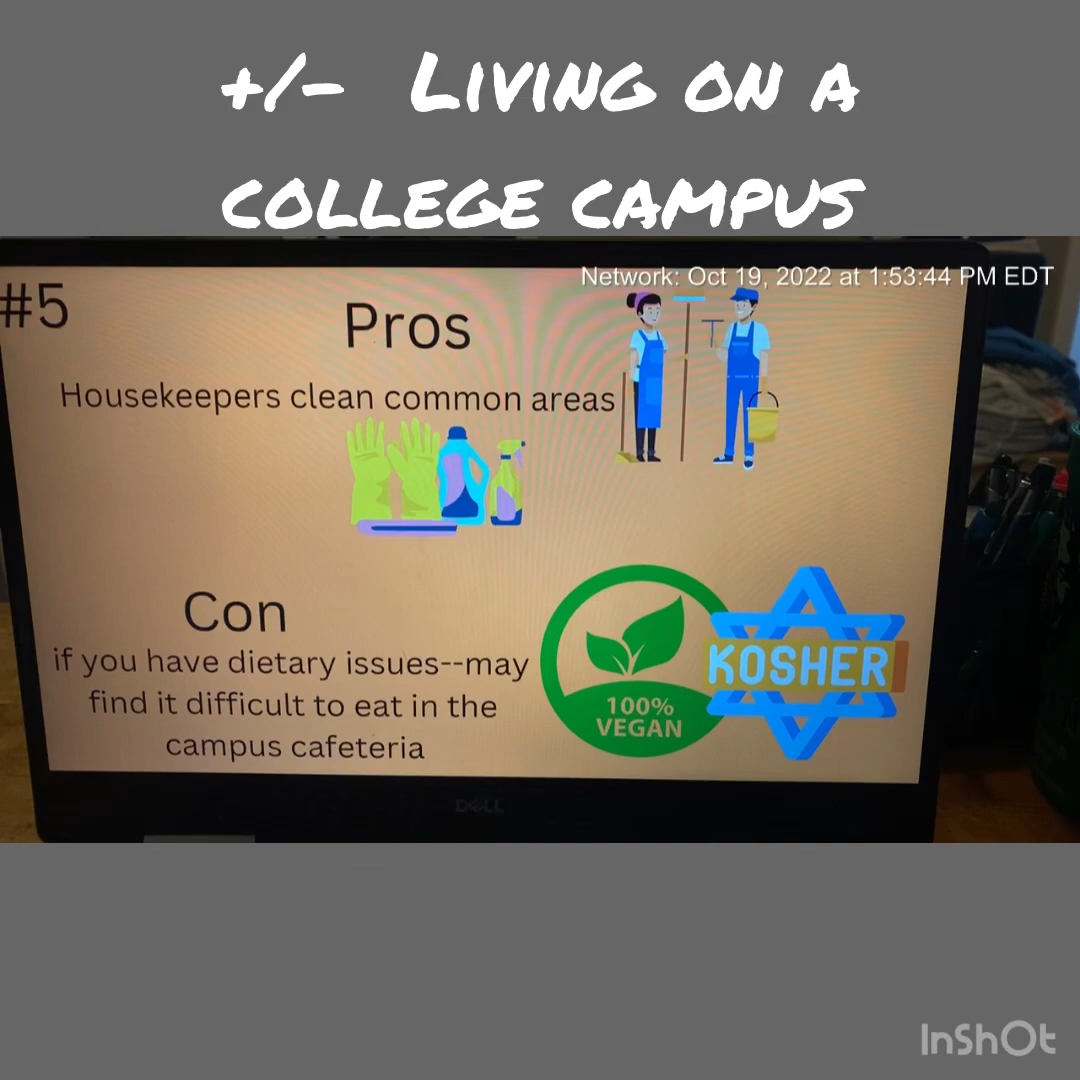 +/- LIVING ON A
COLLEGE CAMPUS
Network: Oct 19, 2022 at 1:53:44 PM EDT
#5
Pros
Housekeepers clean common areas
Con
if you have dietary issues--may
find it difficult to eat in the
campus cafeteria
100%
VEGAN
KOSHER
DELL
InShOt